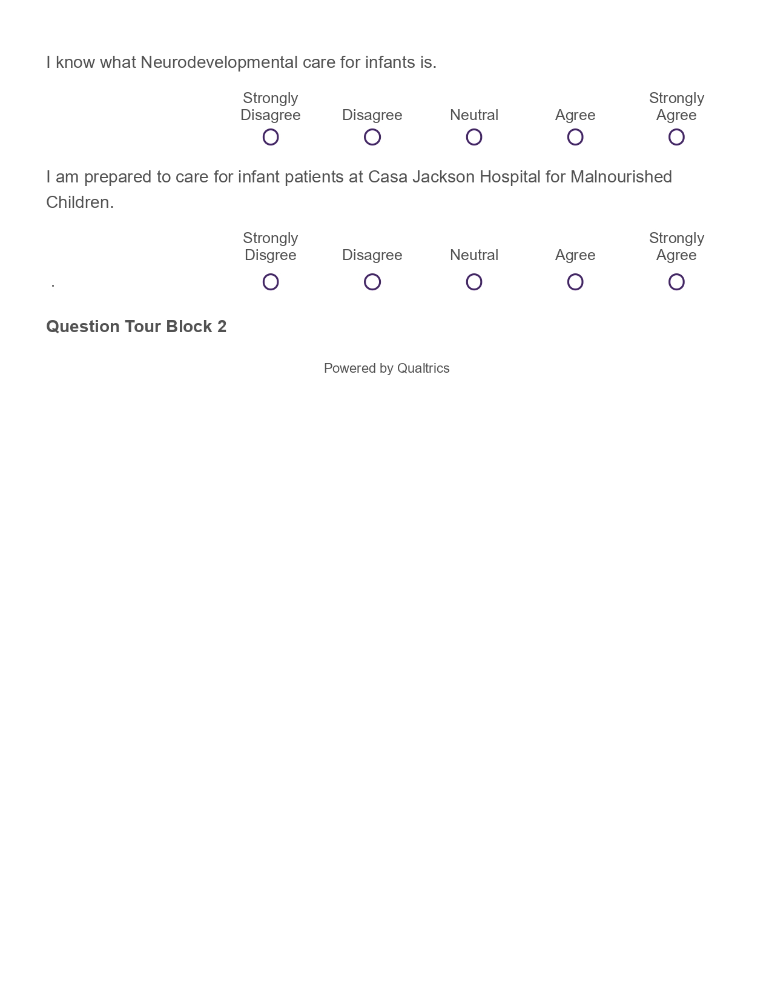 I know what Neurodevelopmental care for infants is.
Strongly Disagree Disagree Neutral Agree Strongly Agree
I am prepared to care for infant patients at Casa Jackson Hospital for Malnourished
Children.
Strongly Disgree Disagree Neutral Agree Strongly Agree
.
Question Tour Block 2
Powered by Qualtrics